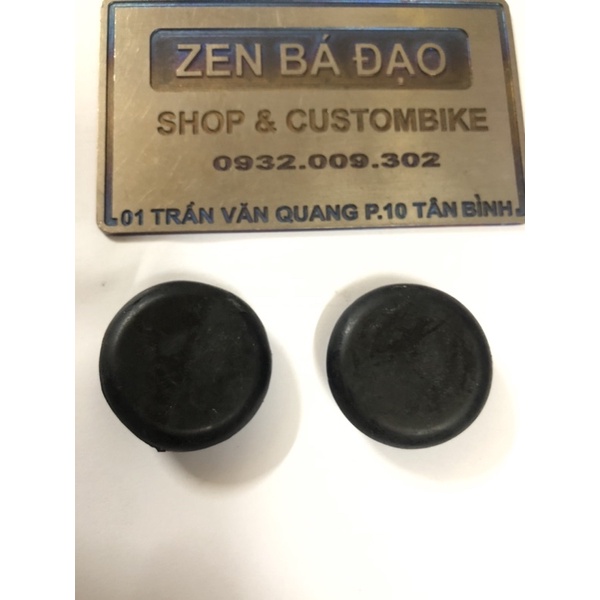 ZEN BÁ ĐẠO
SHOP & CUSTOMBIKE
0932.009.302
01 TRẦN VĂN QUANG P.10 TÂN BÌNH